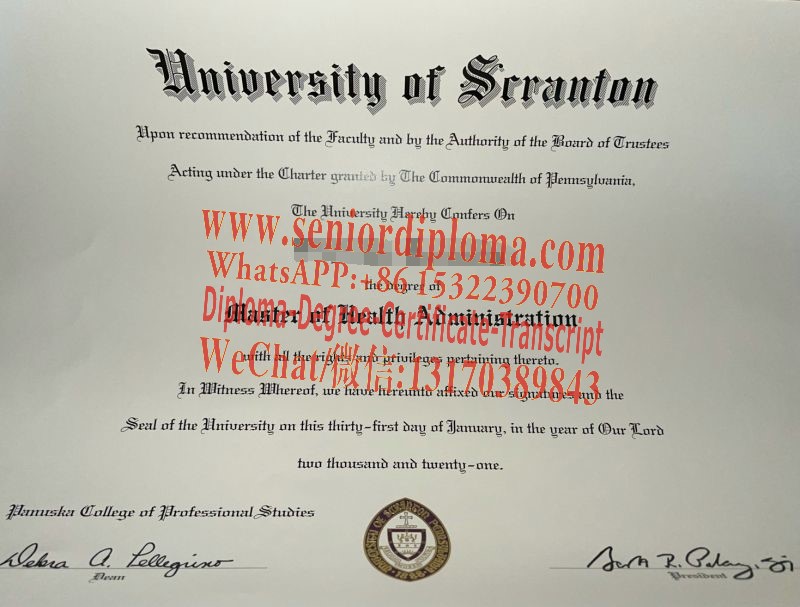 University of Scranton
Upon recommendation of the Faculty and by the Authority of the Board of Trustees
Acting under the Charter granted by The Commonwealth of Pennsylvania,
The University Hereby Confers On
www.seniordiploma.com
WhatsAPP:+86 15322390700
the degree of
Diploma-Degree-Certificate-Transcript
Master of Health Administration
WeChat/微信:13170389843
with all the rights and privileges pertaining thereto.
In Witness Whereof, we have hereunto affixed our signatures and the
Seal of the University on this thirty-first day of January, in the year of Our Lord
two thousand and twenty-one.
Panuska College of Professional Studies
Debra A. Pellegrino
Dean
President